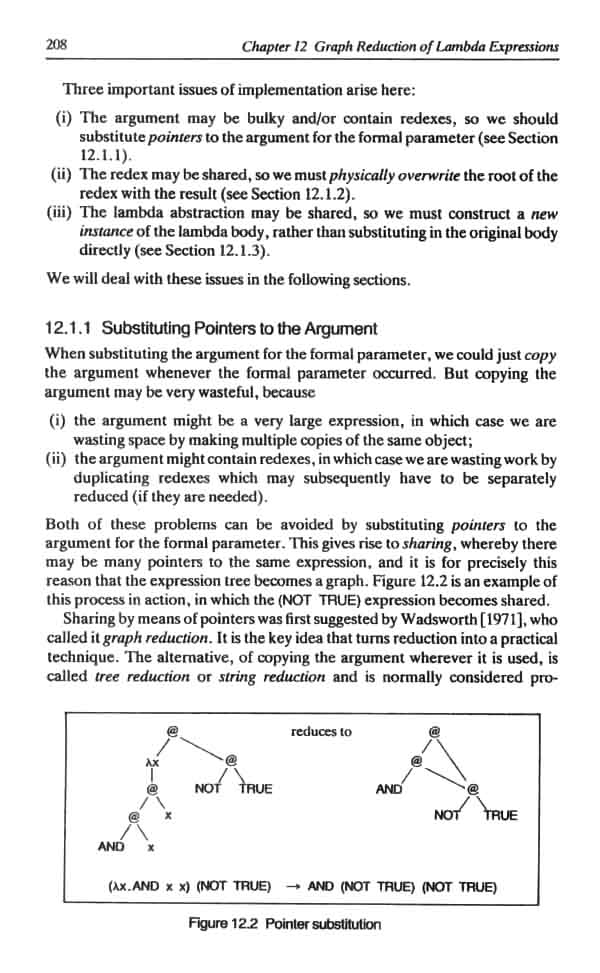 208
Chapter 12 Graph Reduction of Lambda Expressions
Three important issues of implementation arise here:
(i) The argument may be bulky and/or contain redexes, so we should
substitute pointers to the argument for the formal parameter (see Section
12.1.1).
(ii) The redex may be shared, so we must physically overwrite the root of the
redex with the result (see Section 12.1.2).
(iii) The lambda abstraction may be shared, so we must construct a new
instance of the lambda body, rather than substituting in the original body
directly (see Section 12.1.3).
We will deal with these issues in the following sections.
12.1.1 Substituting Pointers to the Argument
When substituting the argument for the formal parameter, we could just copy
the argument whenever the formal parameter occurred. But copying the
argument may be very wasteful, because
(i) the argument might be a very large expression, in which case we are
wasting space by making multiple copies of the same object;
(ii) the argument might contain redexes, in which case we are wasting work by
duplicating redexes which may subsequently have to be separately
reduced (if they are needed).
Both of these problems can be avoided by substituting pointers to the
argument for the formal parameter. This gives rise to sharing, whereby there
may be many pointers to the same expression, and it is for precisely this
reason that the expression tree becomes a graph. Figure 12.2 is an example of
this process in action, in which the (NOT TRUE) expression becomes shared.
Sharing by means of pointers was first suggested by Wadsworth [1971], who
called it graph reduction. It is the key idea that turns reduction into a practical
technique. The alternative, of copying the argument wherever it is used, is
called tree reduction or string reduction and is normally considered pro-
@ reduces to @
λx @ @
@ NOT TRUE AND @
@ x NOT TRUE
AND x
(λx.AND x x) (NOT TRUE) → AND (NOT TRUE) (NOT TRUE)
Figure 12.2 Pointer substitution